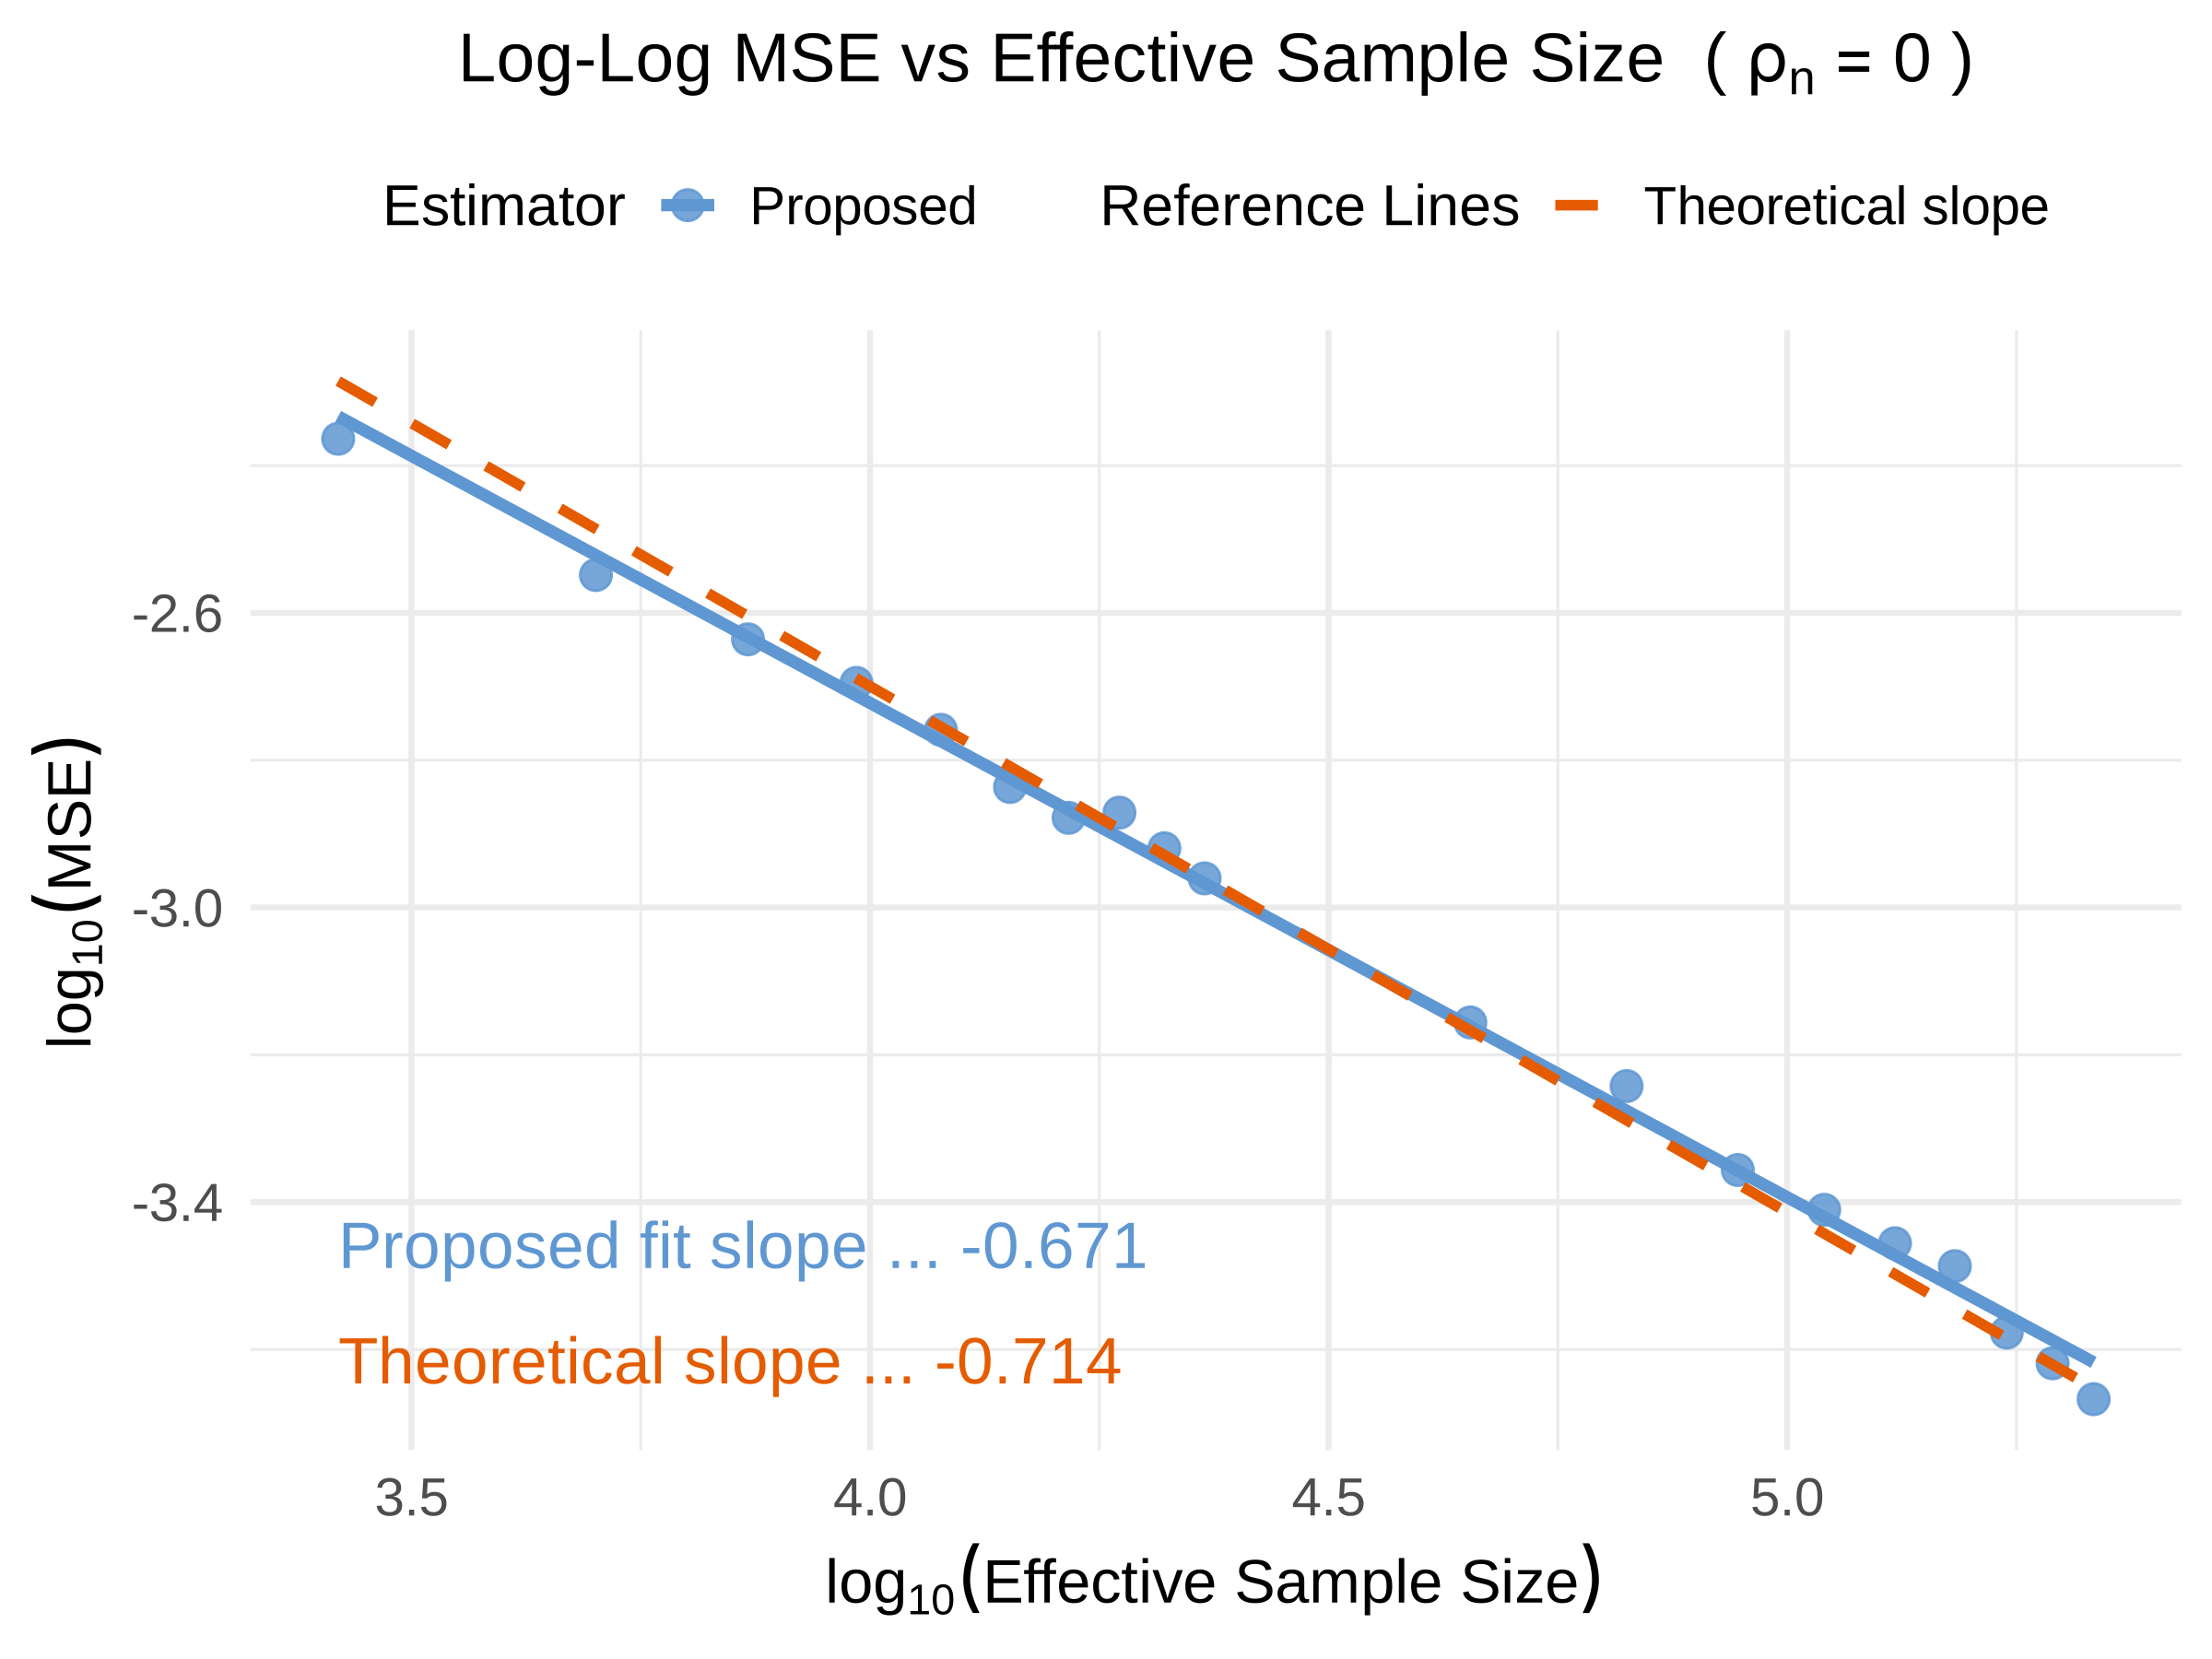 Log-Log MSE vs Effective Sample Size ( ρn = 0 )
Estimator Proposed Reference Lines Theoretical slope
-2.6
-3.0
-3.4
log10(MSE)
Proposed fit slope ... -0.671
Theoretical slope ... -0.714
3.5 4.0 4.5 5.0
log10(Effective Sample Size)